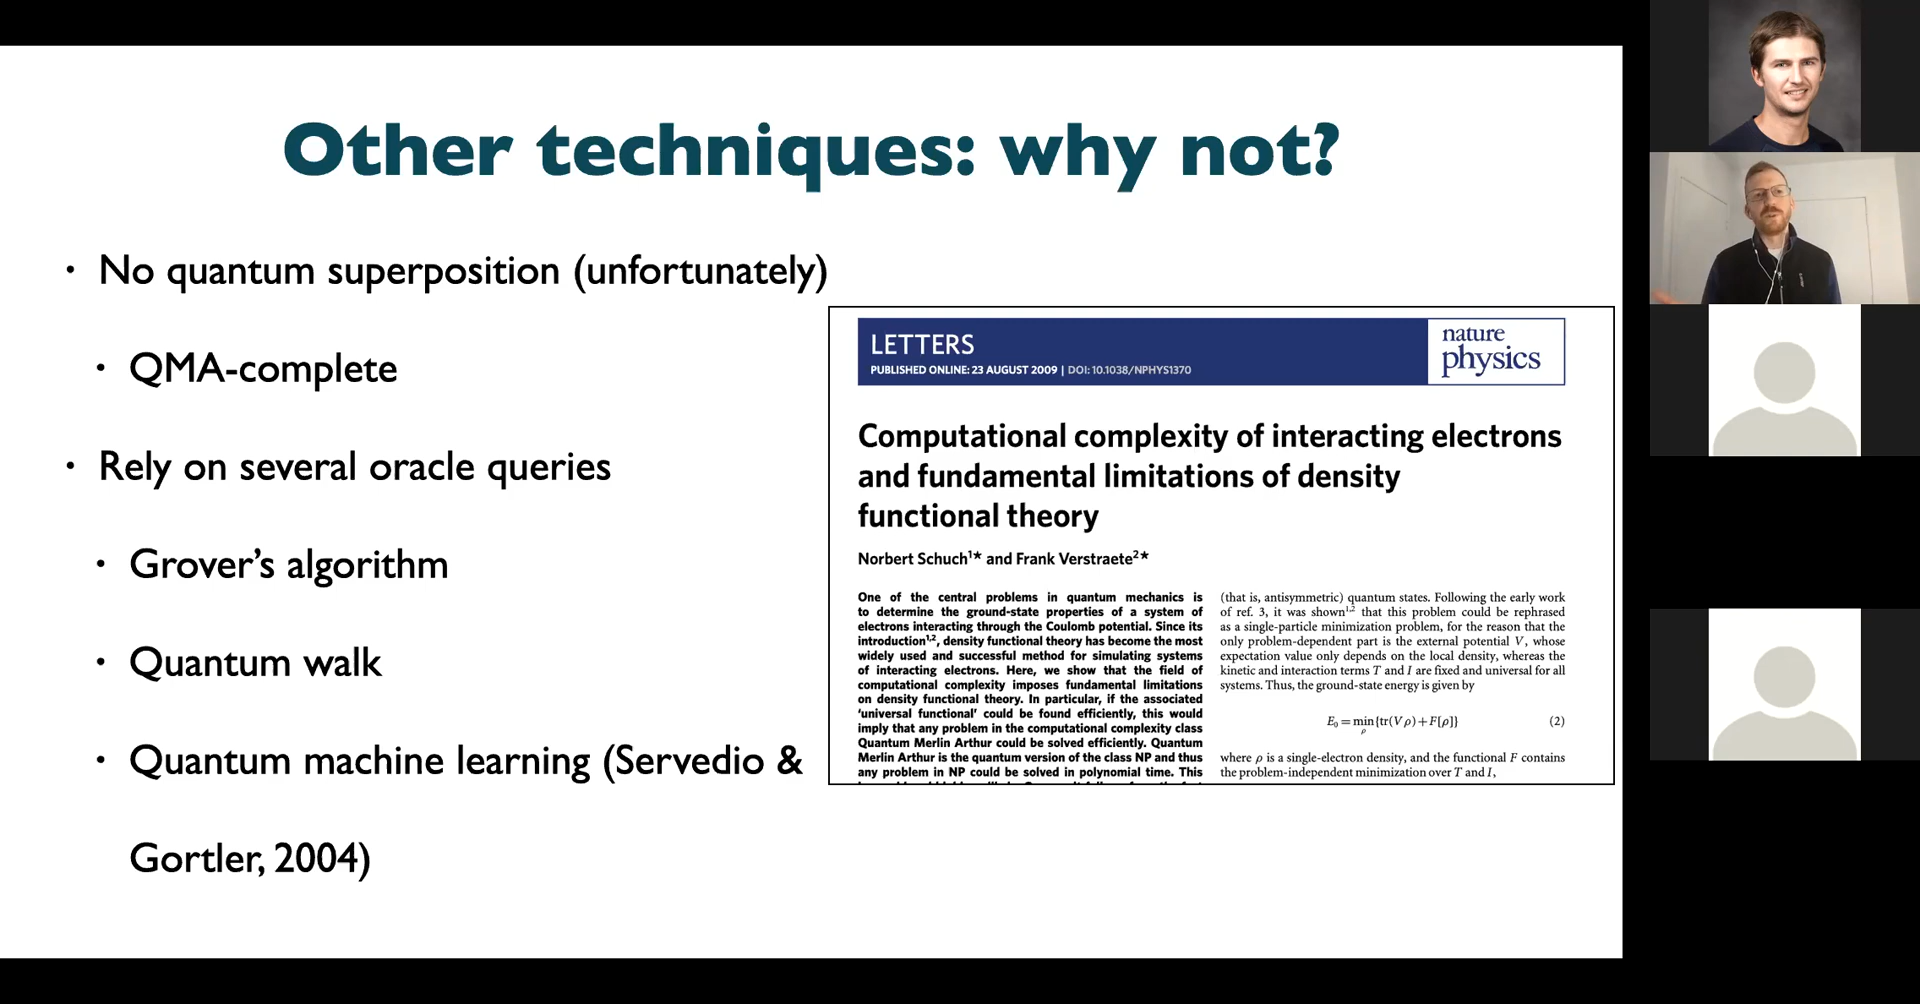 Other techniques: why not?
• No quantum superposition (unfortunately)
• QMA-complete
• Rely on several oracle queries
• Grover’s algorithm
• Quantum walk
• Quantum machine learning (Servedio &
Gortler, 2004)
LETTERS
PUBLISHED ONLINE: 23 AUGUST 2009 | DOI: 10.1038/NPHYS1370
nature
physics
Computational complexity of interacting electrons
and fundamental limitations of density
functional theory
Norbert Schuch¹★ and Frank Verstraete²★
One of the central problems in quantum mechanics is
to determine the ground-state properties of a system of
electrons interacting through the Coulomb potential. Since its
introduction¹,², density functional theory has become the most
widely used and successful method for simulating systems
of interacting electrons. Here, we show that the field of
computational complexity imposes fundamental limitations
on density functional theory. In particular, if the associated
‘universal functional’ could be found efficiently, this would
imply that any problem in the computational complexity class
Quantum Merlin Arthur could be solved efficiently. Quantum
Merlin Arthur is the quantum version of the class NP and thus
any problem in NP could be solved in polynomial time. This
(that is, antisymmetric) quantum states. Following the early work
of ref. 3, it was shown¹,² that this problem could be rephrased
as a single-particle minimization problem, for the reason that the
only problem-dependent part is the external potential V, whose
expectation value only depends on the local density, whereas the
kinetic and interaction terms T and I are fixed and universal for all
systems. Thus, the ground-state energy is given by
E₀ = min{tr(Vρ) + F[ρ]} (2)
ρ
where ρ is a single-electron density, and the functional F contains
the problem-independent minimization over T and I,